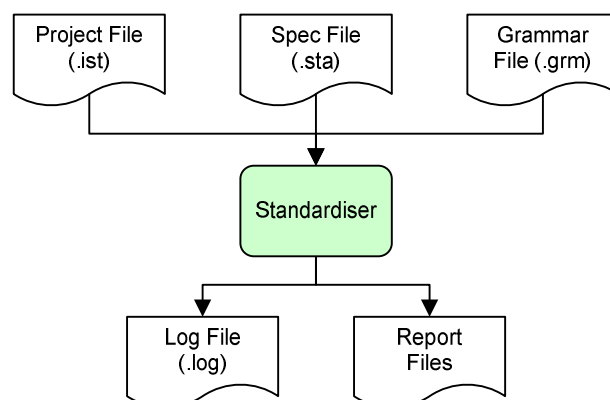 Project File
(.ist)
Spec File
(.sta)
Grammar
File (.grm)
Standardiser
Log File
(.log)
Report
Files